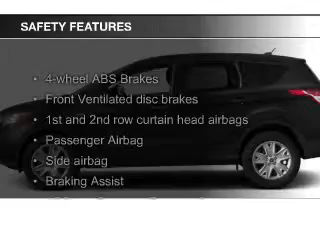 SAFETY FEATURES
• 4-wheel ABS Brakes
• Front Ventilated disc brakes
• 1st and 2nd row curtain head airbags
• Passenger Airbag
• Side airbag
• Braking Assist